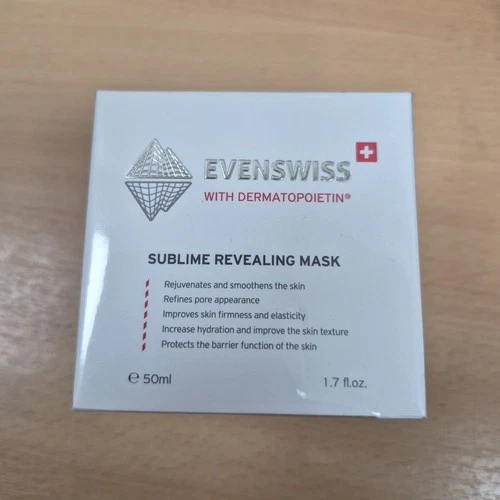 EVENSWISS
WITH DERMATOPOIETIN®
SUBLIME REVEALING MASK
Rejuvenates and smoothens the skin
Refines pore appearance
Improves skin firmness and elasticity
Increase hydration and improve the skin texture
Protects the barrier function of the skin
℮ 50ml 1.7 fl.oz.